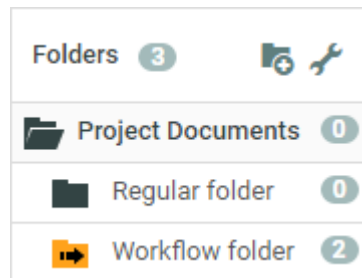 Folders 3
Project Documents 0
Regular folder 0
Workflow folder 2